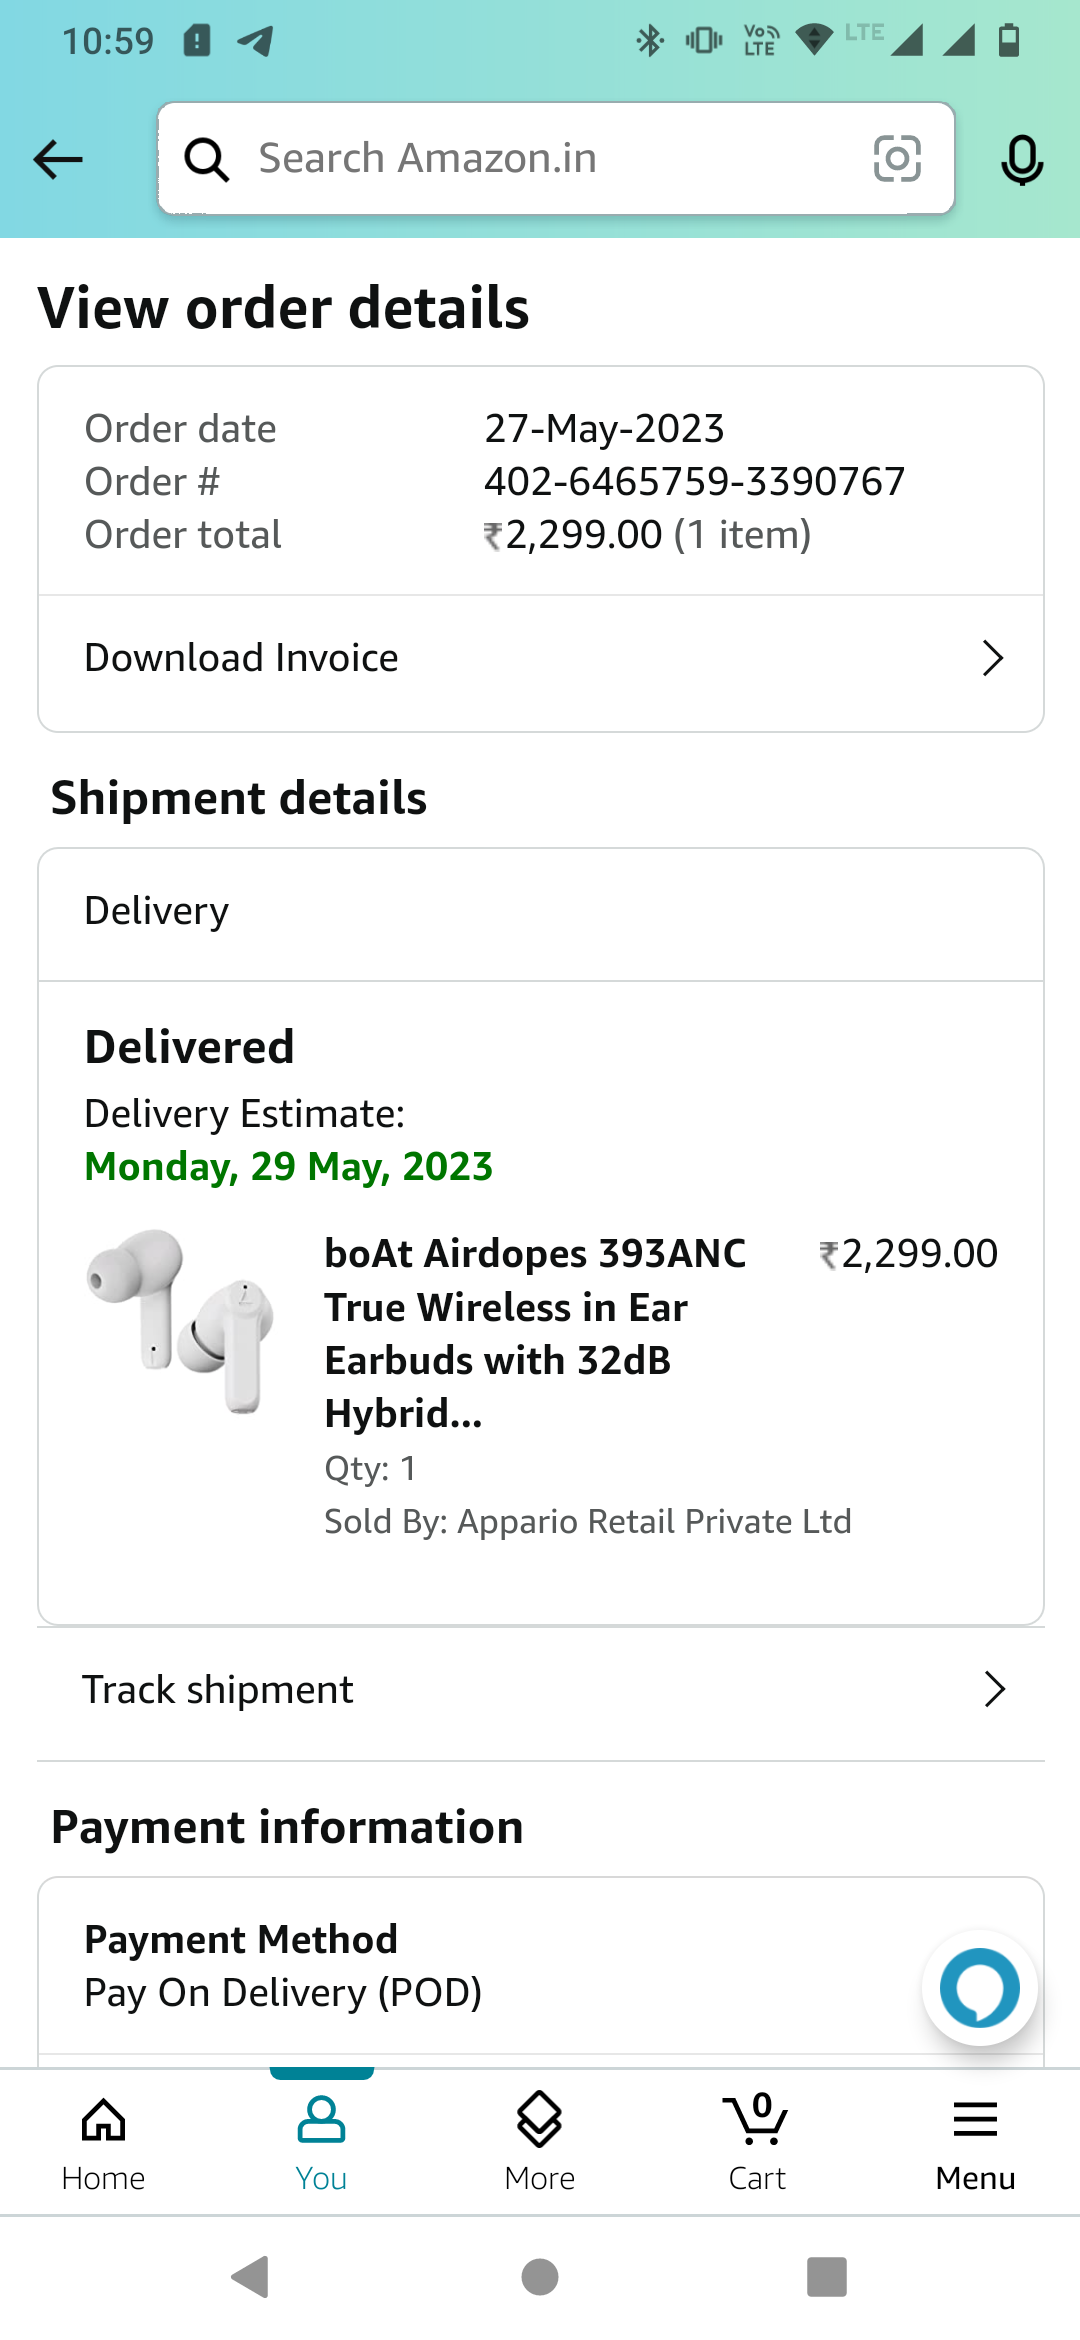 10:59
Vo LTE
LTE
Search Amazon.in
View order details
Order date 27-May-2023
Order # 402-6465759-3390767
Order total ₹2,299.00 (1 item)
Download Invoice
Shipment details
Delivery
Delivered
Delivery Estimate:
Monday, 29 May, 2023
boAt Airdopes 393ANC ₹2,299.00
True Wireless in Ear
Earbuds with 32dB
Hybrid...
Qty: 1
Sold By: Appario Retail Private Ltd
Track shipment
Payment information
Payment Method
Pay On Delivery (POD)
0
Home You More Cart Menu